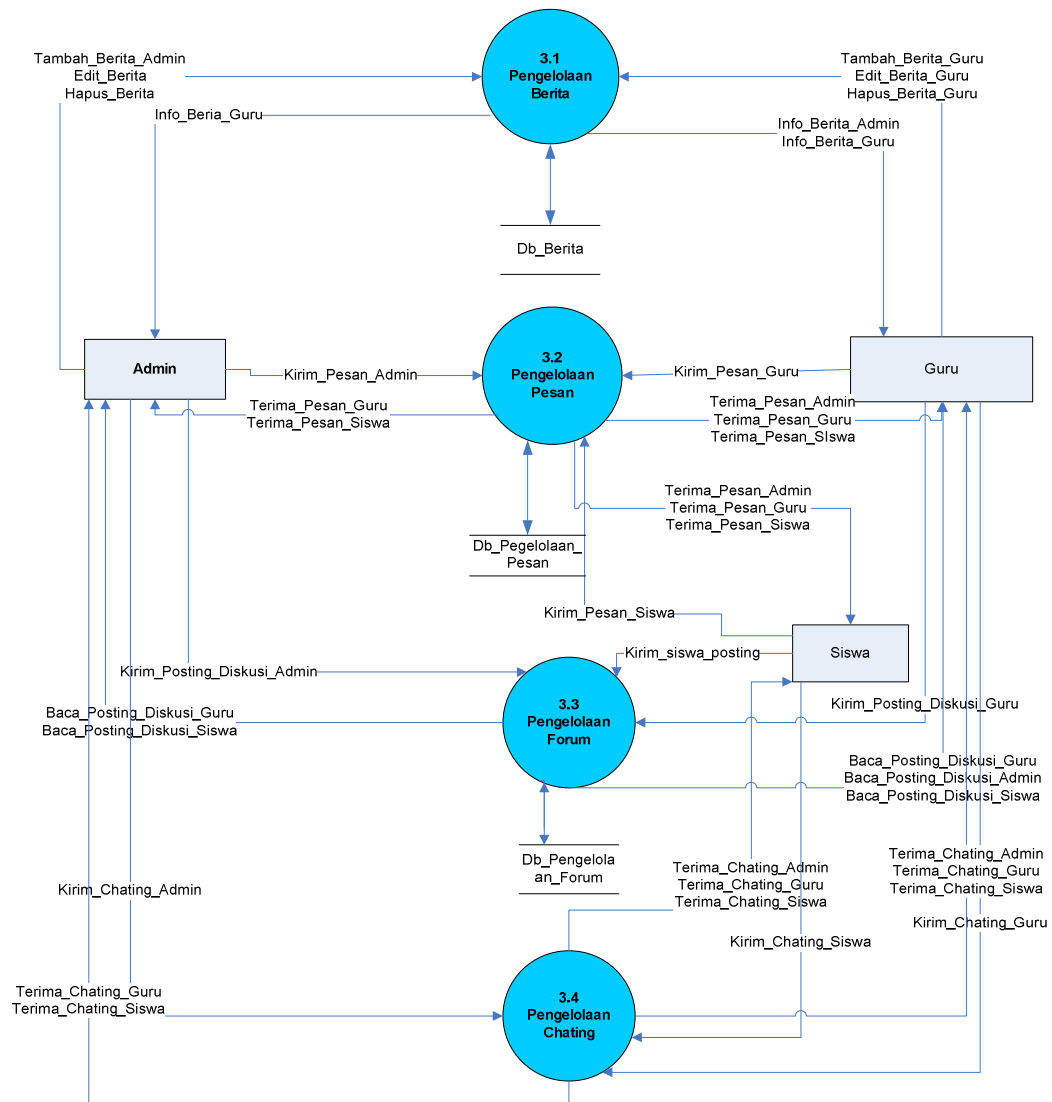 Tambah_Berita_Admin
Edit_Berita
Hapus_Berita
3.1
Pengelolaan
Berita
Tambah_Berita_Guru
Edit_Berita_Guru
Hapus_Berita_Guru
Info_Beria_Guru
Info_Berita_Admin
Info_Berita_Guru
Db_Berita
Admin
Kirim_Pesan_Admin
3.2
Pengelolaan
Pesan
Kirim_Pesan_Guru
Guru
Terima_Pesan_Guru
Terima_Pesan_Siswa
Terima_Pesan_Admin
Terima_Pesan_Guru
Terima_Pesan_SIswa
Terima_Pesan_Admin
Terima_Pesan_Guru
Terima_Pesan_Siswa
Db_Pegelolaan_
Pesan
Kirim_Pesan_Siswa
Kirim_siswa_posting
Siswa
Kirim_Posting_Diskusi_Admin
3.3
Pengelolaan
Forum
Kirim_Posting_Diskusi_Guru
Baca_Posting_Diskusi_Guru
Baca_Posting_Diskusi_Siswa
Baca_Posting_Diskusi_Guru
Baca_Posting_Diskusi_Admin
Baca_Posting_Diskusi_Siswa
Db_Pengelola
an_Forum
Terima_Chating_Admin
Terima_Chating_Guru
Terima_Chating_Siswa
Terima_Chating_Admin
Terima_Chating_Guru
Terima_Chating_Siswa
Kirim_Chating_Admin
Kirim_Chating_Guru
Kirim_Chating_Siswa
Terima_Chating_Guru
Terima_Chating_Siswa
3.4
Pengelolaan
Chating